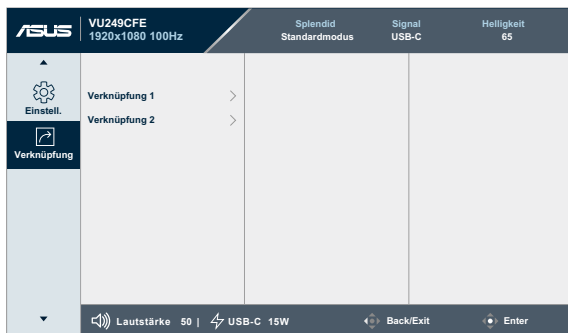 ASUS
VU249CFE
1920x1080 100Hz
Splendid
Standardmodus
Signal
USB-C
Helligkeit
65
Einstell.
Verknüpfung
Verknüpfung 1
Verknüpfung 2
Lautstärke 50 | USB-C 15W
Back/Exit
Enter